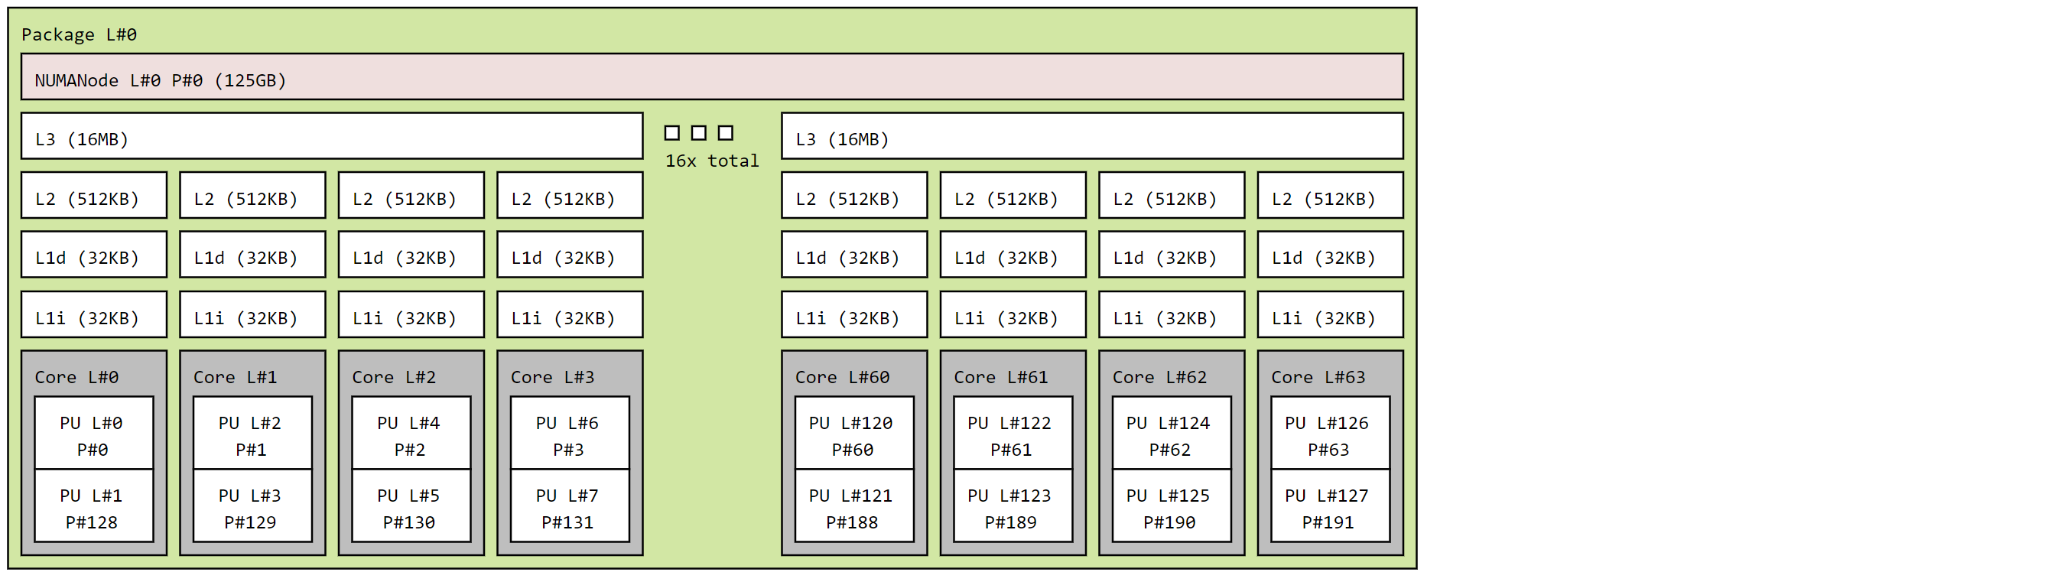 Package L#0
NUMANode L#0 P#0 (125GB)
L3 (16MB)
16x total
L3 (16MB)
L2 (512KB) L2 (512KB) L2 (512KB) L2 (512KB) L2 (512KB) L2 (512KB) L2 (512KB) L2 (512KB)
L1d (32KB) L1d (32KB) L1d (32KB) L1d (32KB) L1d (32KB) L1d (32KB) L1d (32KB) L1d (32KB)
L1i (32KB) L1i (32KB) L1i (32KB) L1i (32KB) L1i (32KB) L1i (32KB) L1i (32KB) L1i (32KB)
Core L#0 Core L#1 Core L#2 Core L#3 Core L#60 Core L#61 Core L#62 Core L#63
PU L#0 PU L#2 PU L#4 PU L#6 PU L#120 PU L#122 PU L#124 PU L#126
P#0 P#1 P#2 P#3 P#60 P#61 P#62 P#63
PU L#1 PU L#3 PU L#5 PU L#7 PU L#121 PU L#123 PU L#125 PU L#127
P#128 P#129 P#130 P#131 P#188 P#189 P#190 P#191